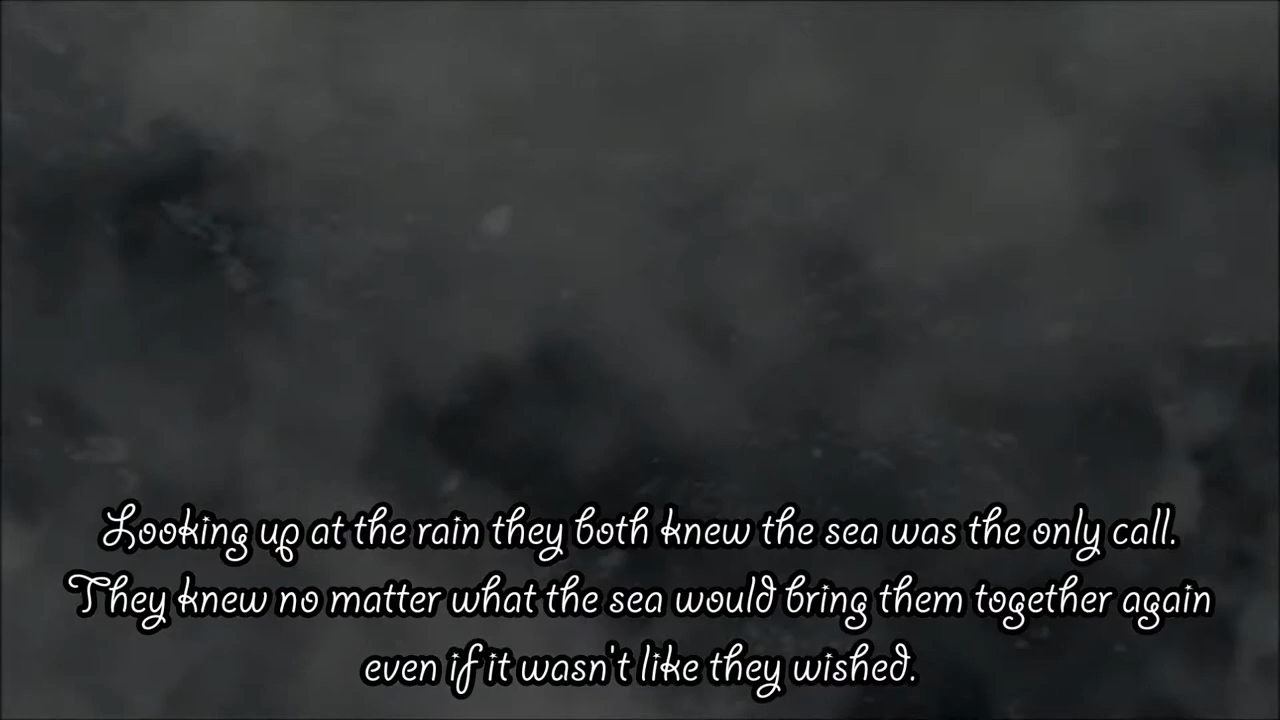 Looking up at the rain they both knew the sea was the only call.
They knew no matter what the sea would bring them together again
even if it wasn't like they wished.